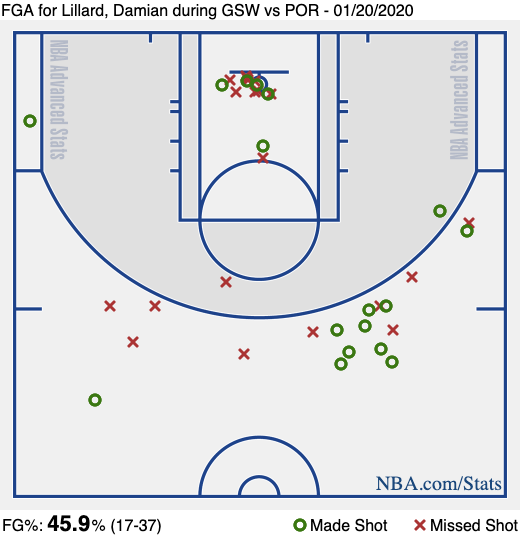 FGA for Lillard, Damian during GSW vs POR - 01/20/2020
NBA Advanced Stats
NBA Advanced Stats
NBA.com/Stats
FG%: 45.9% (17-37)
Made Shot
Missed Shot